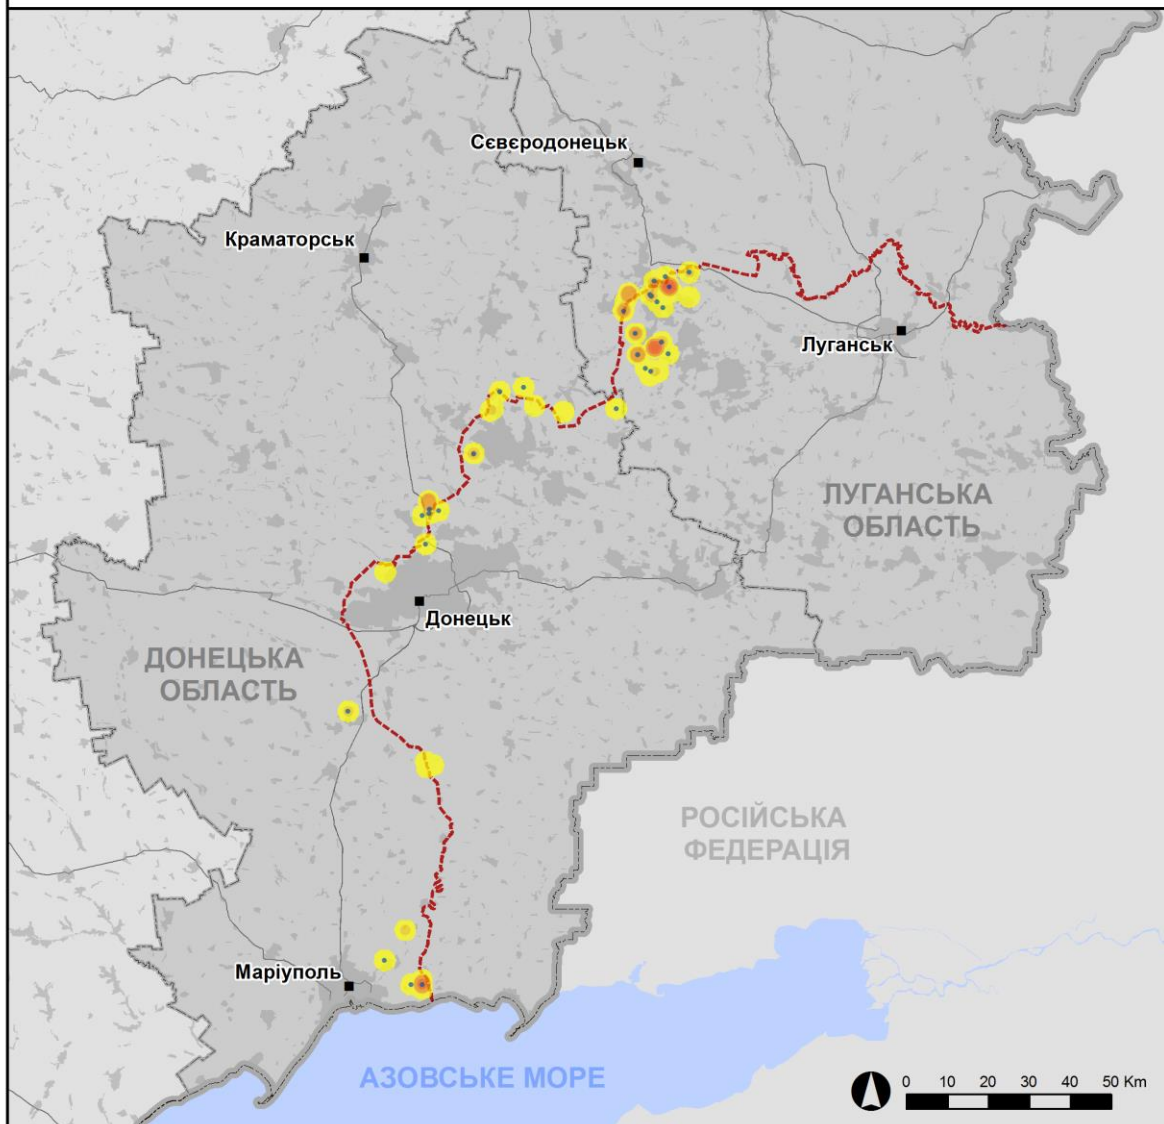 Сєвєродонецьк
Краматорськ
Луганськ
ЛУГАНСЬКА
ОБЛАСТЬ
Донецьк
ДОНЕЦЬКА
ОБЛАСТЬ
РОСІЙСЬКА
ФЕДЕРАЦІЯ
Маріуполь
АЗОВСЬКЕ МОРЕ
0 10 20 30 40 50 Km